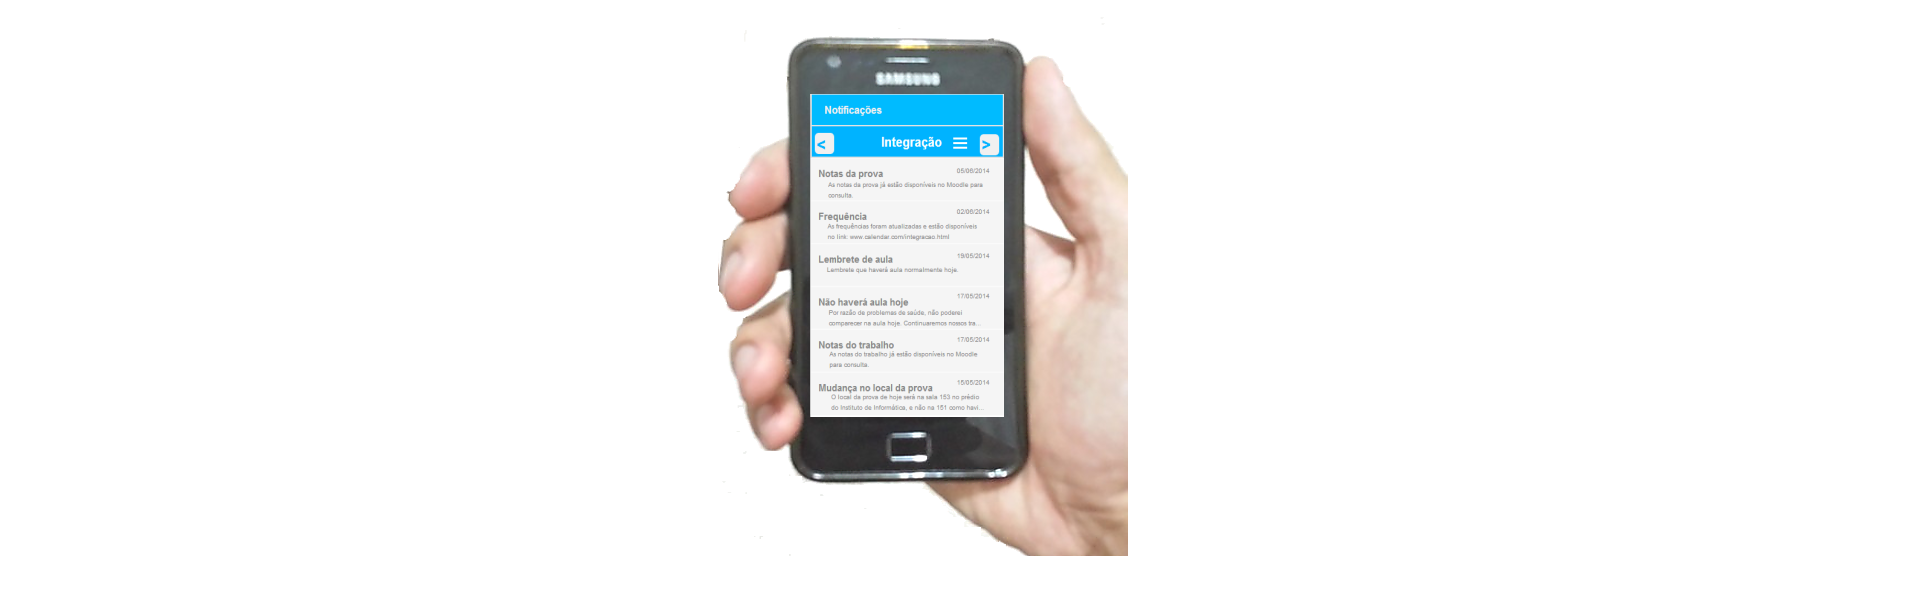 SAMSUNG
Notificações
< Integração >
Notas da prova 05/06/2014
As notas da prova já estão disponíveis no Moodle para
consulta.
Frequência 02/06/2014
As frequências foram atualizadas e estão disponíveis
no link: www.calendar.com/integracao.html
Lembrete de aula 19/05/2014
Lembrete que haverá aula normalmente hoje.
Não haverá aula hoje 17/05/2014
Por razão de problemas de saúde, não poderei
comparecer na aula hoje. Continuaremos nossos tra...
Notas do trabalho 17/05/2014
As notas do trabalho já estão disponíveis no Moodle
para consulta.
Mudança no local da prova 15/05/2014
O local da prova de hoje será na sala 153 no prédio
do Instituto de Informática, e não na 151 como havi...